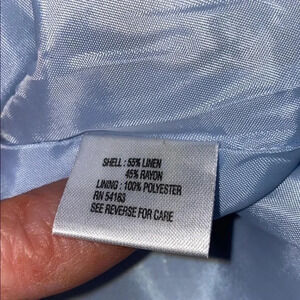 SHELL : 55% LINEN
45% RAYON
LINING : 100% POLYESTER
RN 54163
SEE REVERSE FOR CARE